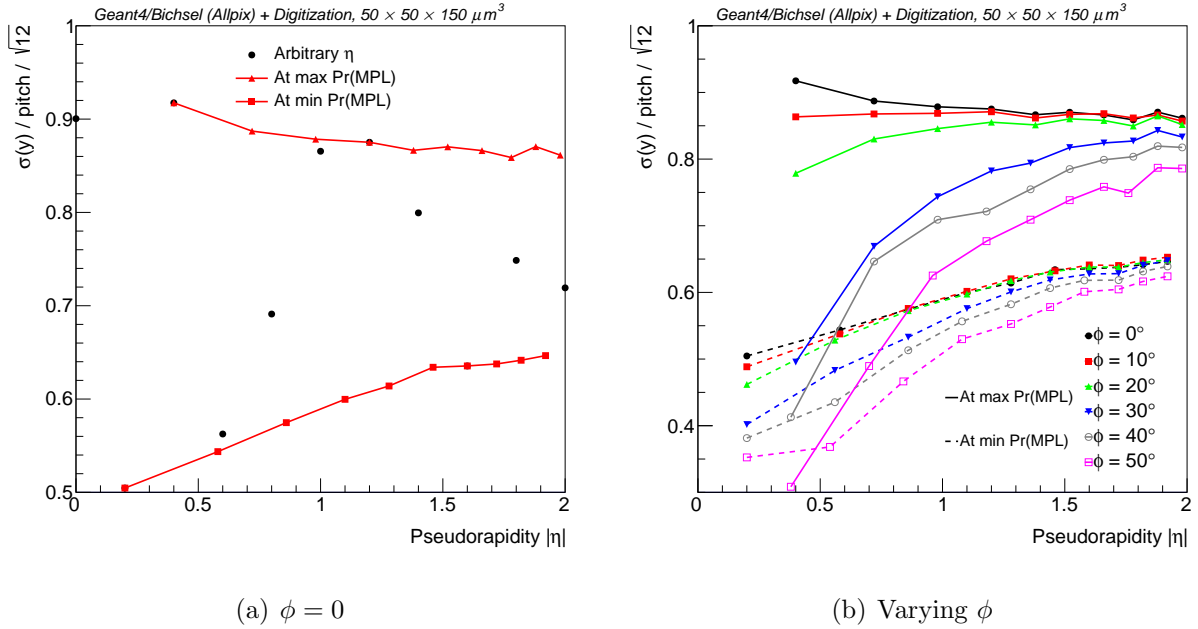 Geant4/Bichsel (Allpix) + Digitization, 50 × 50 × 150 μm³
σ(y) / pitch / √12
1
0.9
0.8
0.7
0.6
0.5
Arbitrary η
At max Pr(MPL)
At min Pr(MPL)
0 0.5 1 1.5 2
Pseudorapidity |η|
(a) ϕ = 0
Geant4/Bichsel (Allpix) + Digitization, 50 × 50 × 150 μm³
σ(y) / pitch / √12
1
0.8
0.6
0.4
At max Pr(MPL)
At min Pr(MPL)
ϕ = 0°
ϕ = 10°
ϕ = 20°
ϕ = 30°
ϕ = 40°
ϕ = 50°
0 0.5 1 1.5 2
Pseudorapidity |η|
(b) Varying ϕ